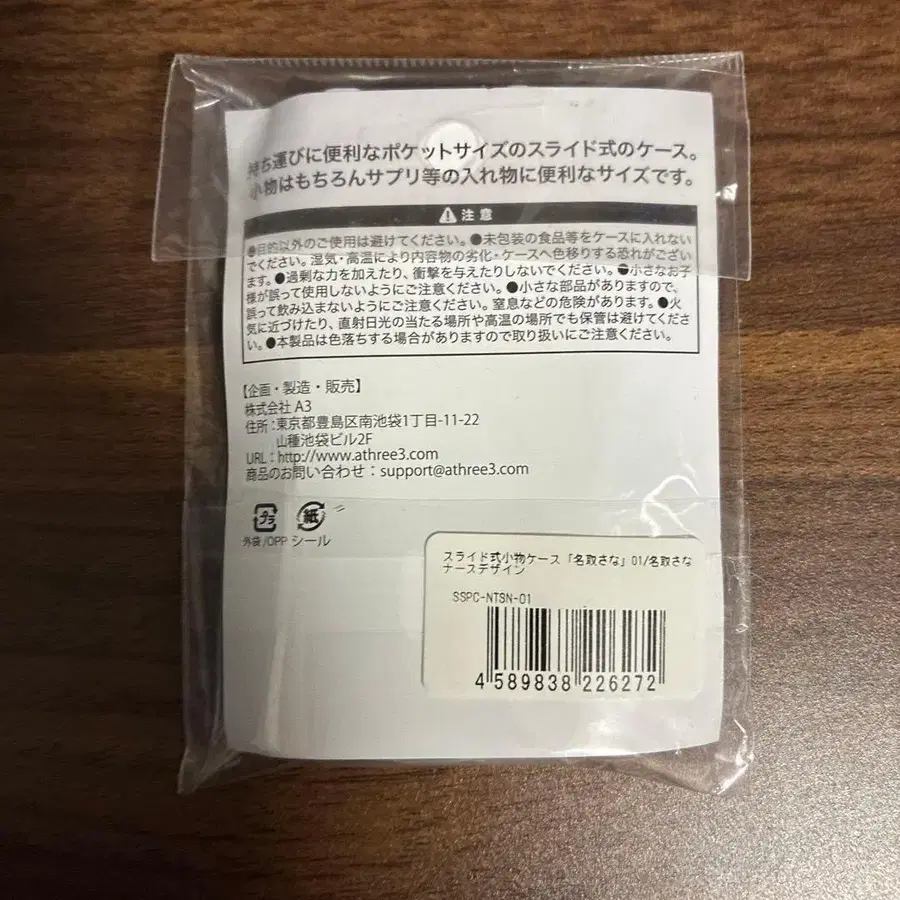 持ち運びに便利なポケットサイズのスライド式のケース。
小物はもちろんサプリ等の入れ物に便利なサイズです。
注意
●目的以外のご使用は避けてください。●未包装の食品等をケースに入れない
でください。湿気・高温により内容物の劣化・ケースへ色移りする恐れがござい
ます。●過剰な力を加えたり、衝撃を与えたりしないでください。●小さなお子
様が誤って使用しないようにご注意ください。●小さな部品がありますので、
誤って飲み込まないようにご注意ください。窒息などの危険があります。●火
気に近づけたり、直射日光の当たる場所や高温の場所でも保管は避けてくださ
い。●本製品は色落ちする場合がありますので取り扱いにご注意ください。
【企画・製造・販売】
株式会社 A3
住所：東京都豊島区南池袋1丁目-11-22
山種池袋ビル2F
URL：http://www.athree3.com
商品のお問い合わせ：support@athree3.com
プラ 紙
外袋/OPP シール
スライド式小物ケース「名取さな」01/名取さな
ナースデザイン
SSPC-NTSN-01
4 589838 226272